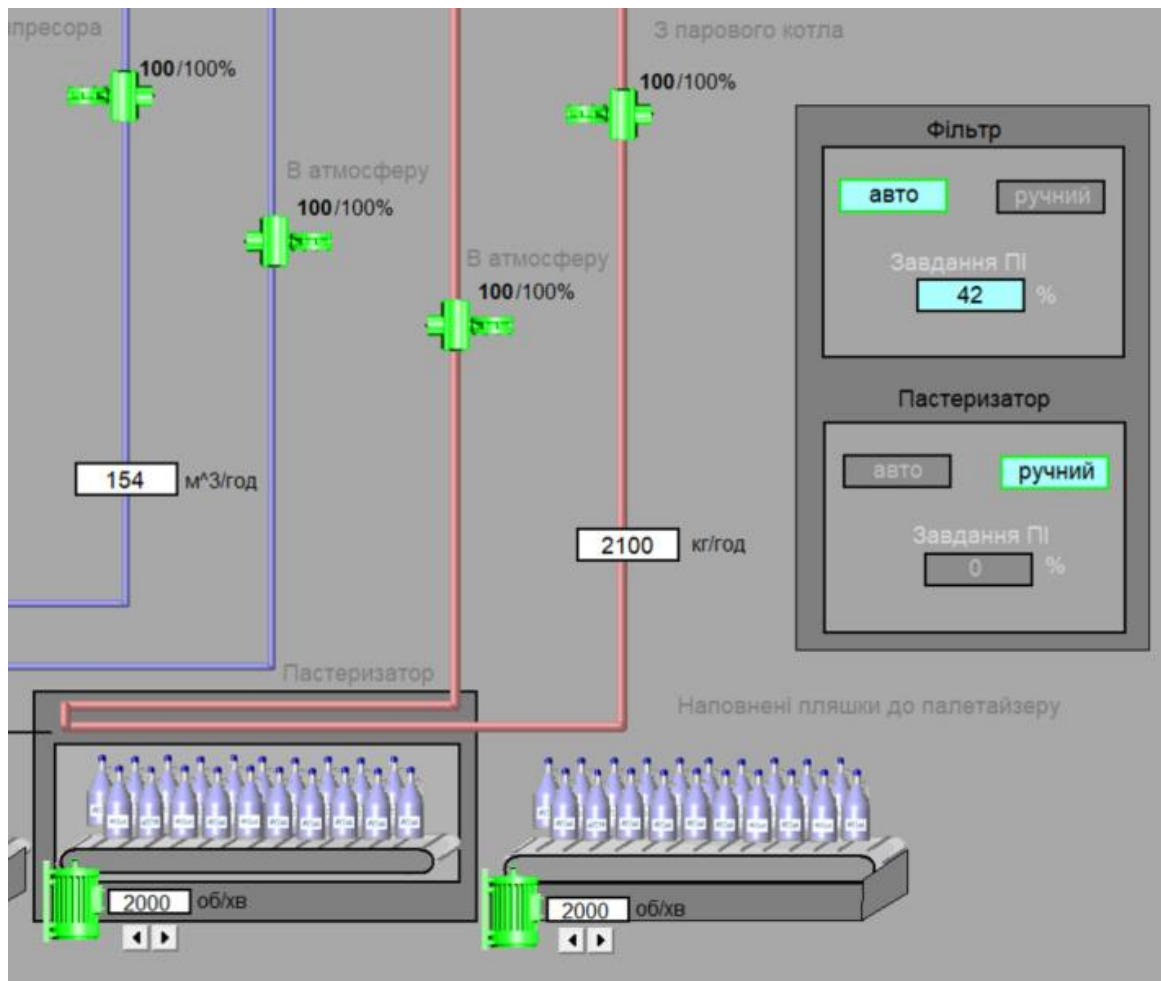 пресора
З парового котла
100/100%
100/100%
Фільтр
В атмосферу
авто
ручний
100/100%
В атмосферу
Завдання ПІ
100/100%
42 %
Пастеризатор
154 м^3/год
авто
ручний
Завдання ПІ
2100 кг/год
0 %
Пастеризатор
Наповнені пляшки до палетайзеру
2000 об/хв
2000 об/хв